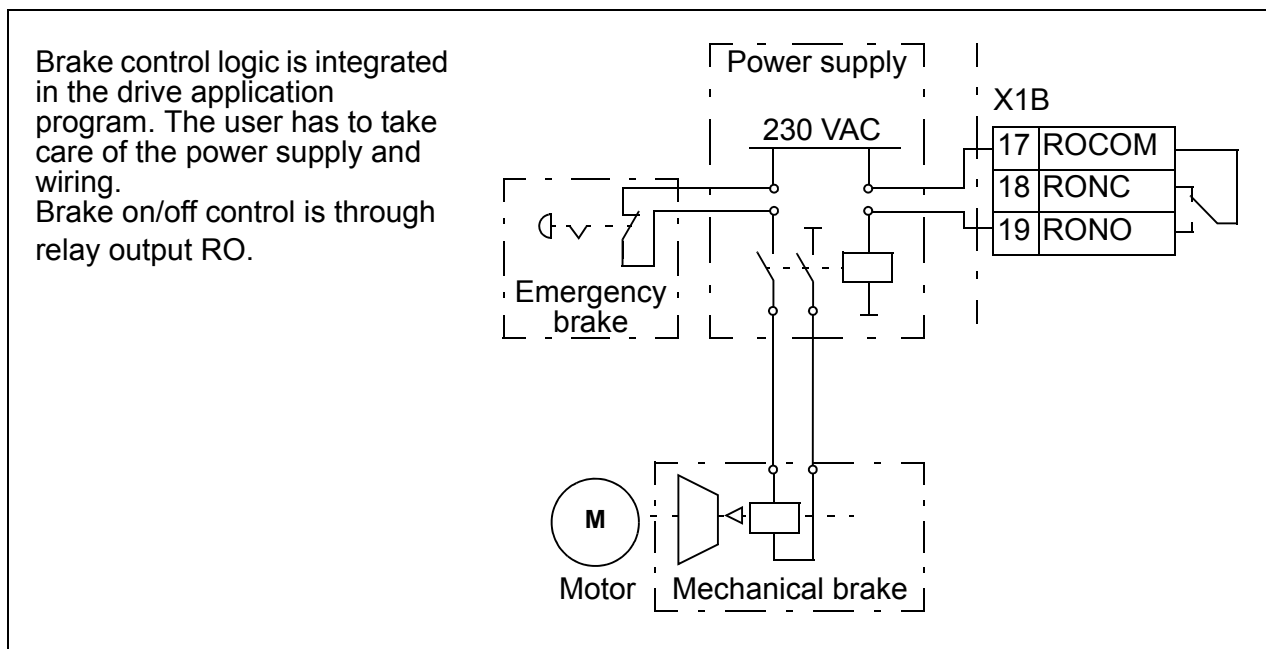 Brake control logic is integrated
in the drive application
program. The user has to take
care of the power supply and
wiring.
Brake on/off control is through
relay output RO.
Power supply
230 VAC
X1B
17 ROCOM
18 RONC
19 RONO
Emergency
brake
M
Motor
Mechanical brake